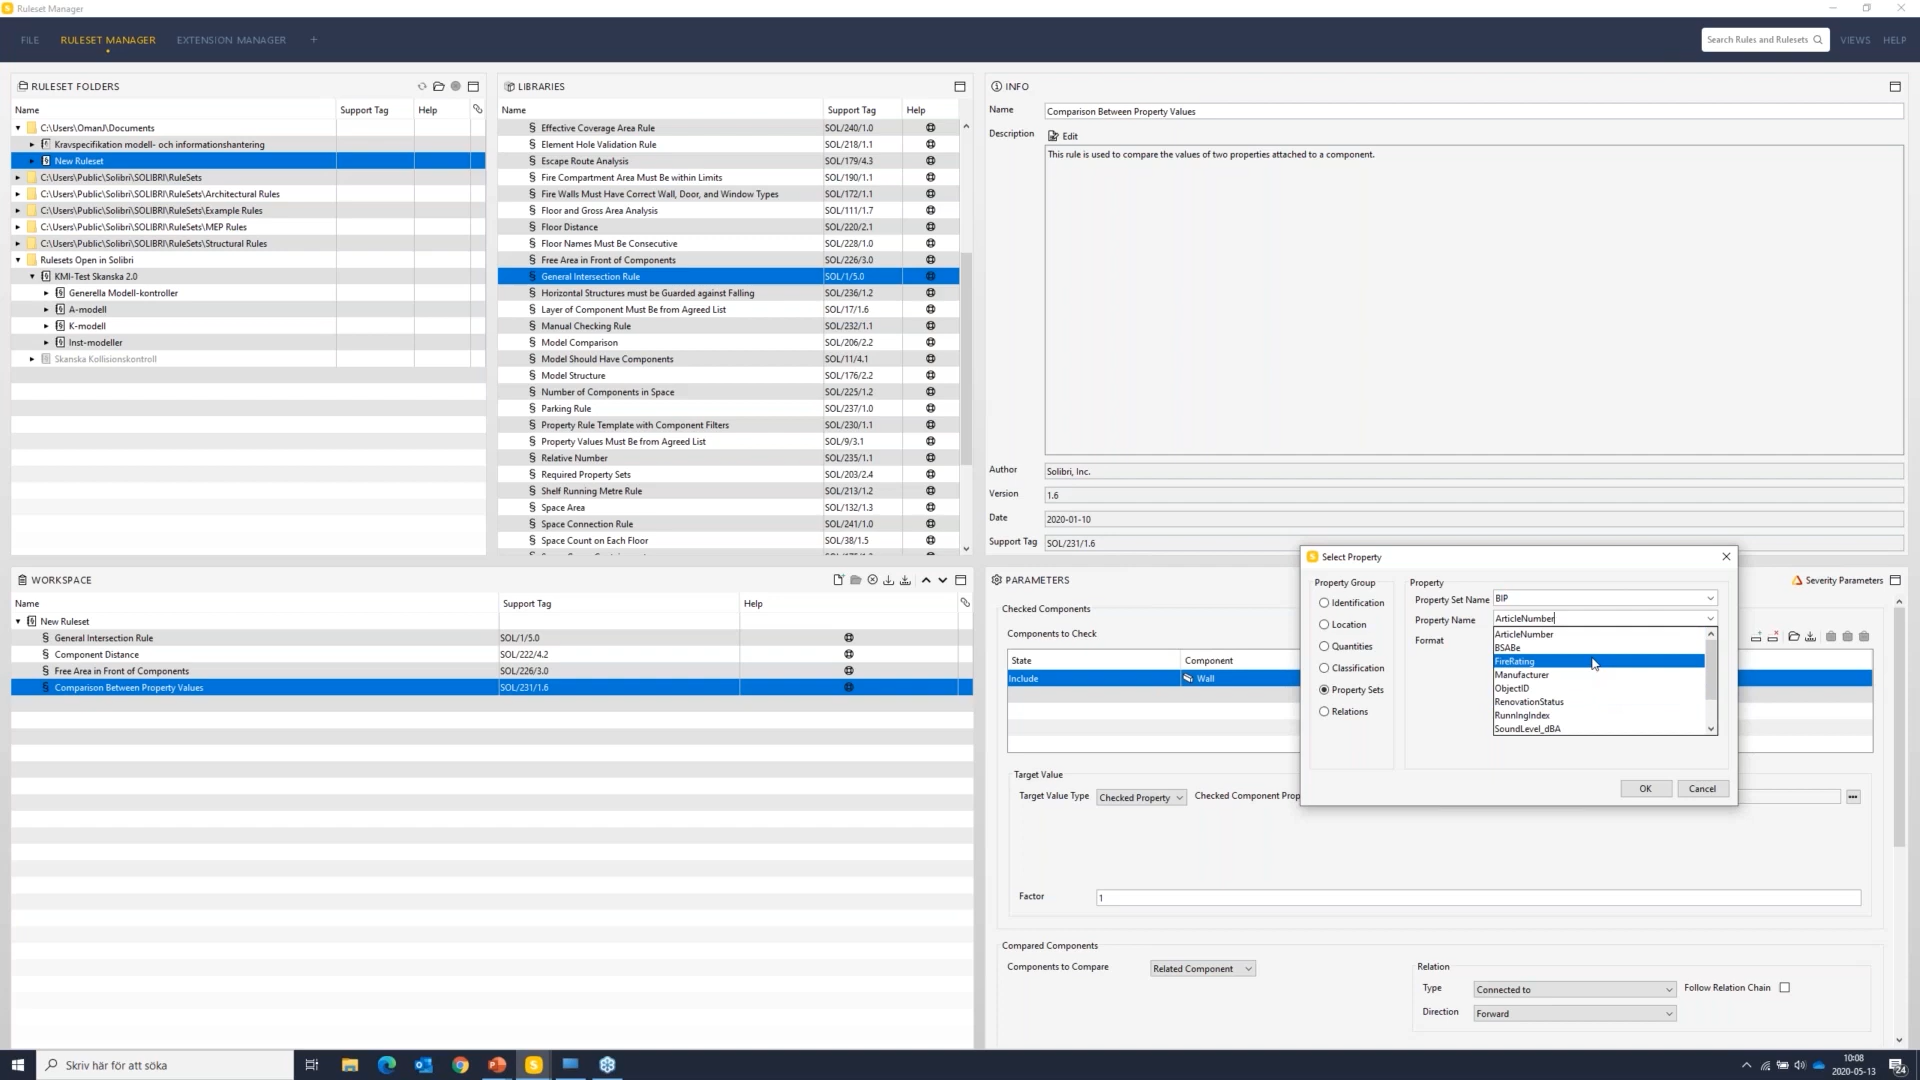 Ruleset Manager
FILE
RULESET MANAGER
EXTENSION MANAGER
+
Search Rules and Rulesets
VIEWS
HELP
RULESET FOLDERS
Name Support Tag Help
C:\Users\OmanJ\Documents
Kravspecifikation modell- och informationshantering
New Ruleset
C:\Users\Public\Solibri\SOLIBRI\RuleSets
C:\Users\Public\Solibri\SOLIBRI\RuleSets\Architectural Rules
C:\Users\Public\Solibri\SOLIBRI\RuleSets\Example Rules
C:\Users\Public\Solibri\SOLIBRI\RuleSets\MEP Rules
C:\Users\Public\Solibri\SOLIBRI\RuleSets\Structural Rules
Rulesets Open in Solibri
KMI-Test Skanska 2.0
Generella Modell-kontroller
A-modell
K-modell
Inst-modeller
Skanska Kollisionskontroll
LIBRARIES
Name Support Tag Help
§ Effective Coverage Area Rule SOL/240/1.0
§ Element Hole Validation Rule SOL/218/1.1
§ Escape Route Analysis SOL/179/4.3
§ Fire Compartment Area Must Be within Limits SOL/190/1.1
§ Fire Walls Must Have Correct Wall, Door, and Window Types SOL/172/1.1
§ Floor and Gross Area Analysis SOL/111/1.7
§ Floor Distance SOL/220/2.1
§ Floor Names Must Be Consecutive SOL/228/1.0
§ Free Area in Front of Components SOL/226/3.0
§ General Intersection Rule SOL/1/5.0
§ Horizontal Structures must be Guarded against Falling SOL/236/1.2
§ Layer of Component Must Be from Agreed List SOL/17/1.6
§ Manual Checking Rule SOL/232/1.1
§ Model Comparison SOL/206/2.2
§ Model Should Have Components SOL/11/4.1
§ Model Structure SOL/176/2.2
§ Number of Components in Space SOL/225/1.2
§ Parking Rule SOL/237/1.0
§ Property Rule Template with Component Filters SOL/230/1.1
§ Property Values Must Be from Agreed List SOL/9/3.1
§ Relative Number SOL/235/1.1
§ Required Property Sets SOL/203/2.4
§ Shelf Running Metre Rule SOL/213/1.2
§ Space Area SOL/132/1.3
§ Space Connection Rule SOL/241/1.0
§ Space Count on Each Floor SOL/38/1.5
INFO
Name Comparison Between Property Values
Description Edit
This rule is used to compare the values of two properties attached to a component.
Author Solibri, Inc.
Version 1.6
Date 2020-01-10
Support Tag SOL/231/1.6
WORKSPACE
Name Support Tag Help
New Ruleset
§ General Intersection Rule SOL/1/5.0
§ Component Distance SOL/222/4.2
§ Free Area in Front of Components SOL/226/3.0
§ Comparison Between Property Values SOL/231/1.6
PARAMETERS
Severity Parameters
Checked Components
Components to Check
State Component
Include Wall
Target Value
Target Value Type Checked Property Checked Component Prop
Factor 1
Compared Components
Components to Compare Related Component
Relation
Type Connected to Follow Relation Chain
Direction Forward
Select Property
Property Group
Identification
Location
Quantities
Classification
Property Sets
Relations
Property
Property Set Name BIP
Property Name ArticleNumber
Format
ArticleNumber
BSABe
FireRating
Manufacturer
ObjectID
RenovationStatus
RunningIndex
SoundLevel_dBA
OK Cancel
Skriv här för att söka
10:08
2020-05-13
24